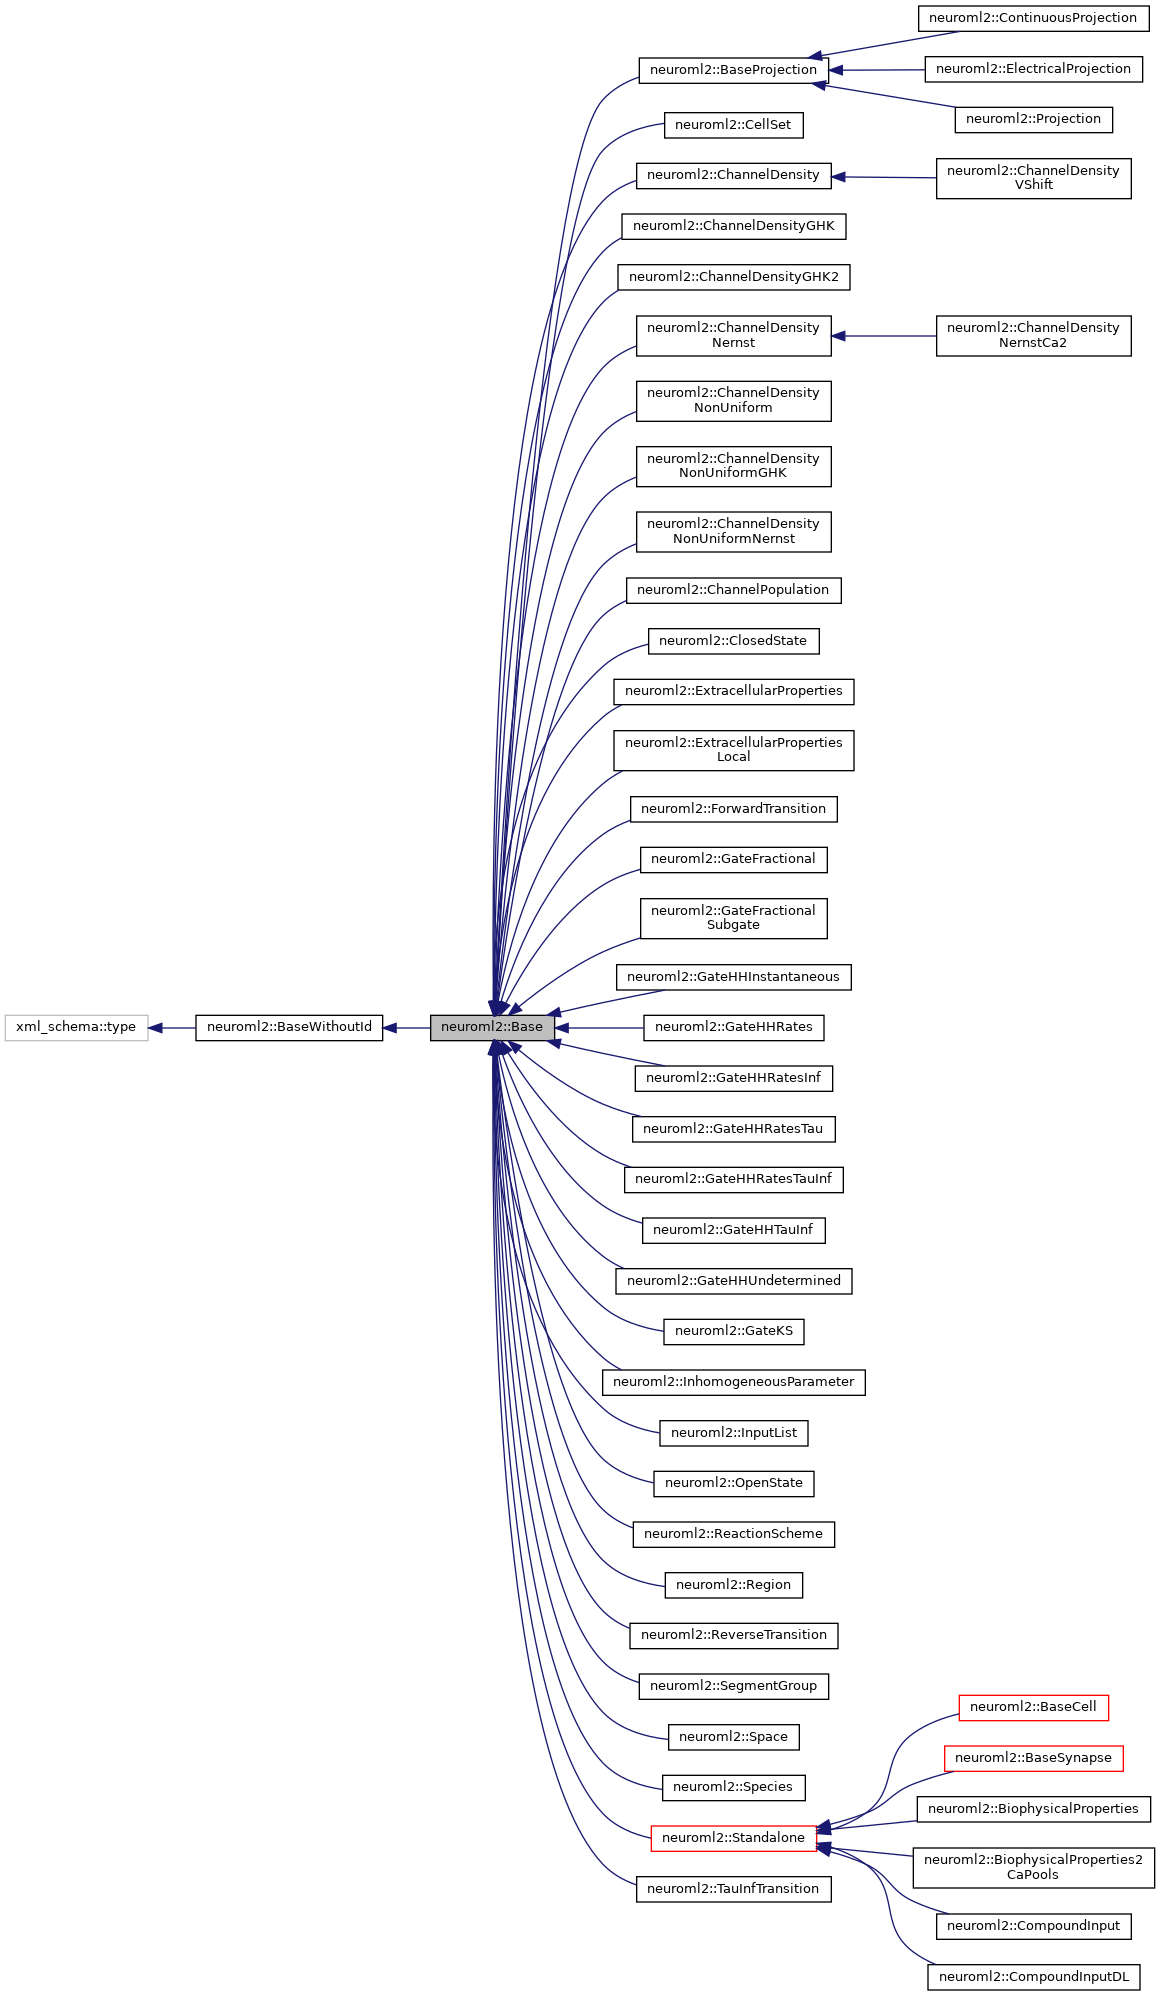 neuroml2::ContinuousProjection
neuroml2::BaseProjection
neuroml2::ElectricalProjection
neuroml2::Projection
neuroml2::CellSet
neuroml2::ChannelDensity
neuroml2::ChannelDensity
VShift
neuroml2::ChannelDensityGHK
neuroml2::ChannelDensityGHK2
neuroml2::ChannelDensity
Nernst
neuroml2::ChannelDensity
NernstCa2
neuroml2::ChannelDensity
NonUniform
neuroml2::ChannelDensity
NonUniformGHK
neuroml2::ChannelDensity
NonUniformNernst
neuroml2::ChannelPopulation
neuroml2::ClosedState
neuroml2::ExtracellularProperties
neuroml2::ExtracellularProperties
Local
neuroml2::ForwardTransition
neuroml2::GateFractional
neuroml2::GateFractional
Subgate
neuroml2::GateHHInstantaneous
xml_schema::type
neuroml2::BaseWithoutId
neuroml2::Base
neuroml2::GateHHRates
neuroml2::GateHHRatesInf
neuroml2::GateHHRatesTau
neuroml2::GateHHRatesTauInf
neuroml2::GateHHTauInf
neuroml2::GateHHUndetermined
neuroml2::GateKS
neuroml2::InhomogeneousParameter
neuroml2::InputList
neuroml2::OpenState
neuroml2::ReactionScheme
neuroml2::Region
neuroml2::ReverseTransition
neuroml2::SegmentGroup
neuroml2::Space
neuroml2::Species
neuroml2::Standalone
neuroml2::TauInfTransition
neuroml2::BaseCell
neuroml2::BaseSynapse
neuroml2::BiophysicalProperties
neuroml2::BiophysicalProperties2
CaPools
neuroml2::CompoundInput
neuroml2::CompoundInputDL